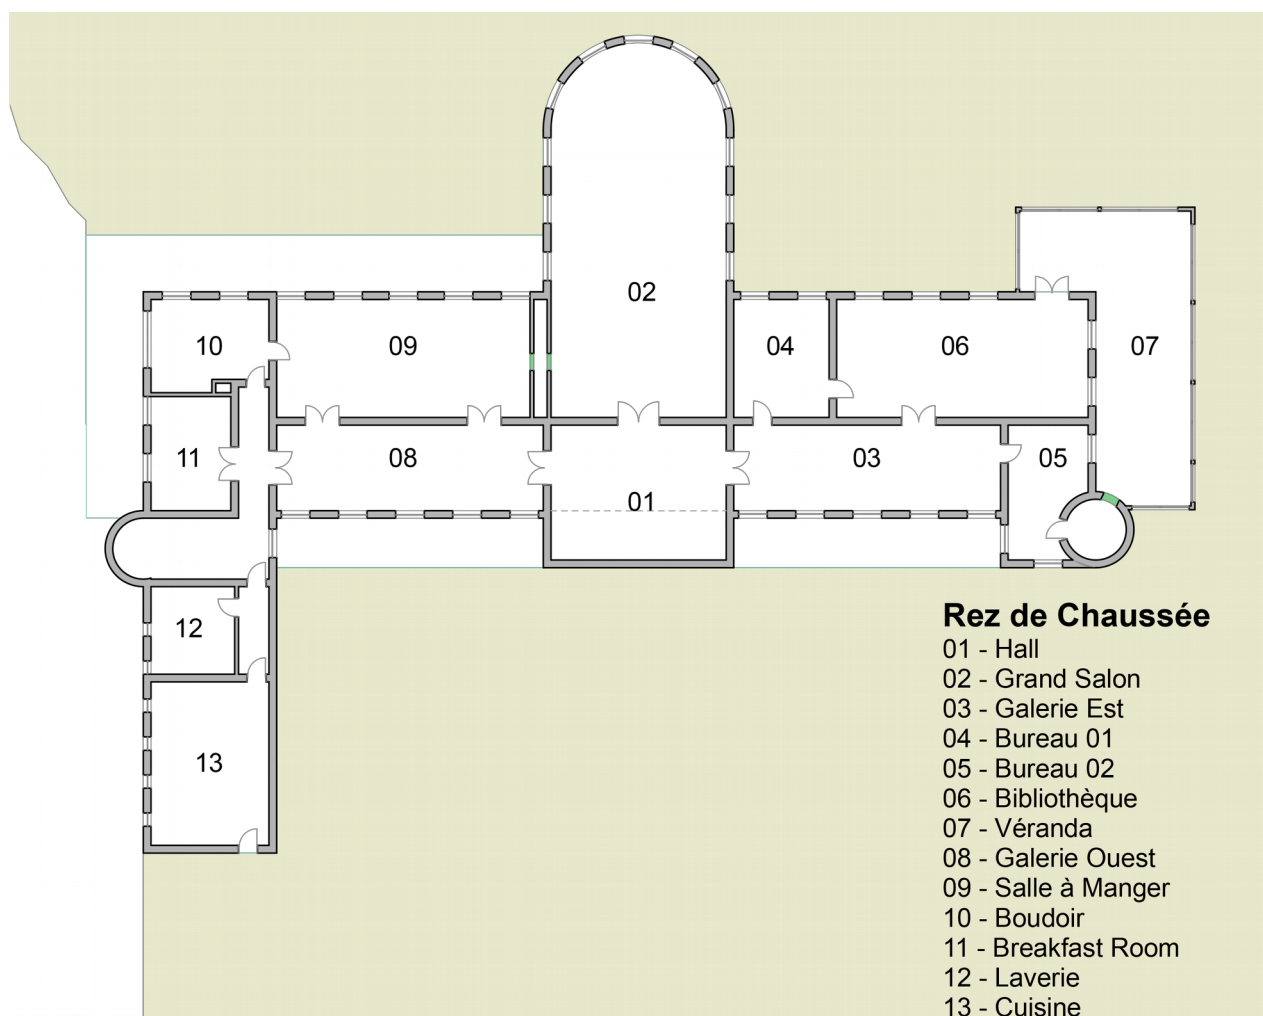 02
10
09
04
06
07
11
08
03
05
01
12
13
Rez de Chaussée
01 - Hall
02 - Grand Salon
03 - Galerie Est
04 - Bureau 01
05 - Bureau 02
06 - Bibliothèque
07 - Véranda
08 - Galerie Ouest
09 - Salle à Manger
10 - Boudoir
11 - Breakfast Room
12 - Laverie
13 - Cuisine